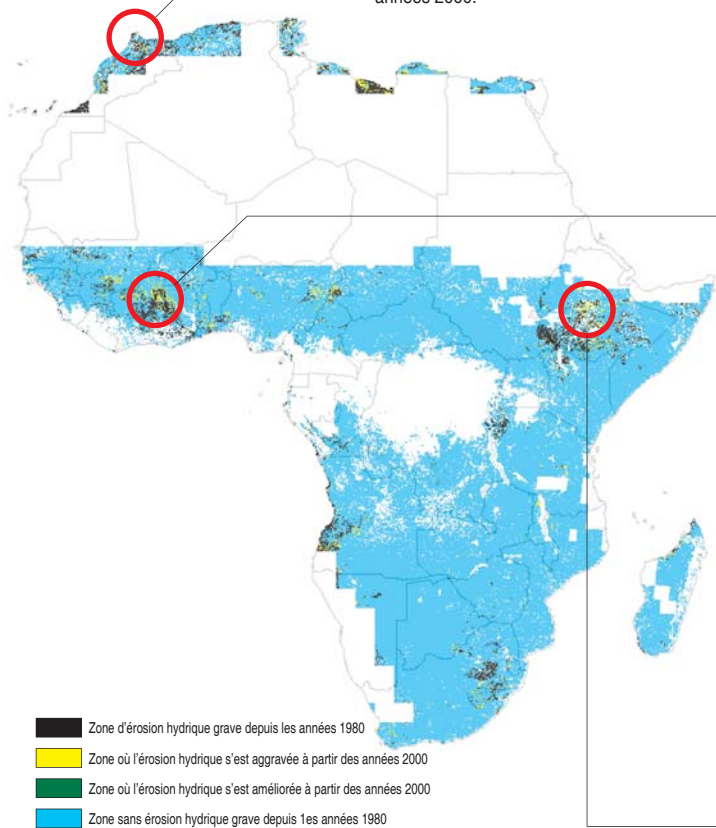 années 2000.
Zone d'érosion hydrique grave depuis les années 1980
Zone où l'érosion hydrique s'est aggravée à partir des années 2000
Zone où l'érosion hydrique s'est améliorée à partir des années 2000
Zone sans érosion hydrique grave depuis 1es années 1980